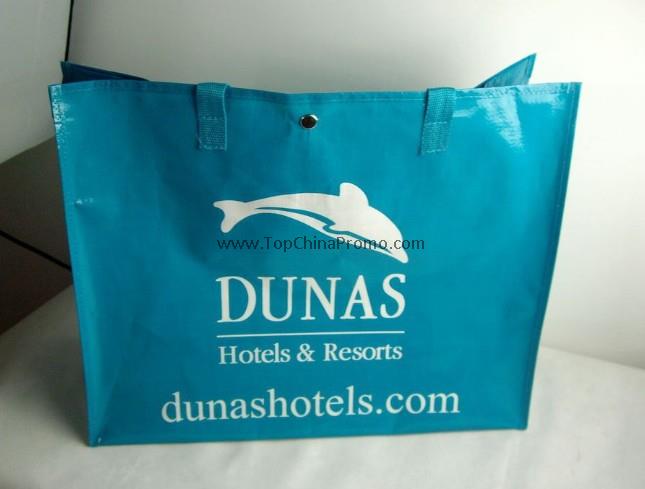 www.TopChinaPromo.com
DUNAS
Hotels & Resorts
dunashotels.com